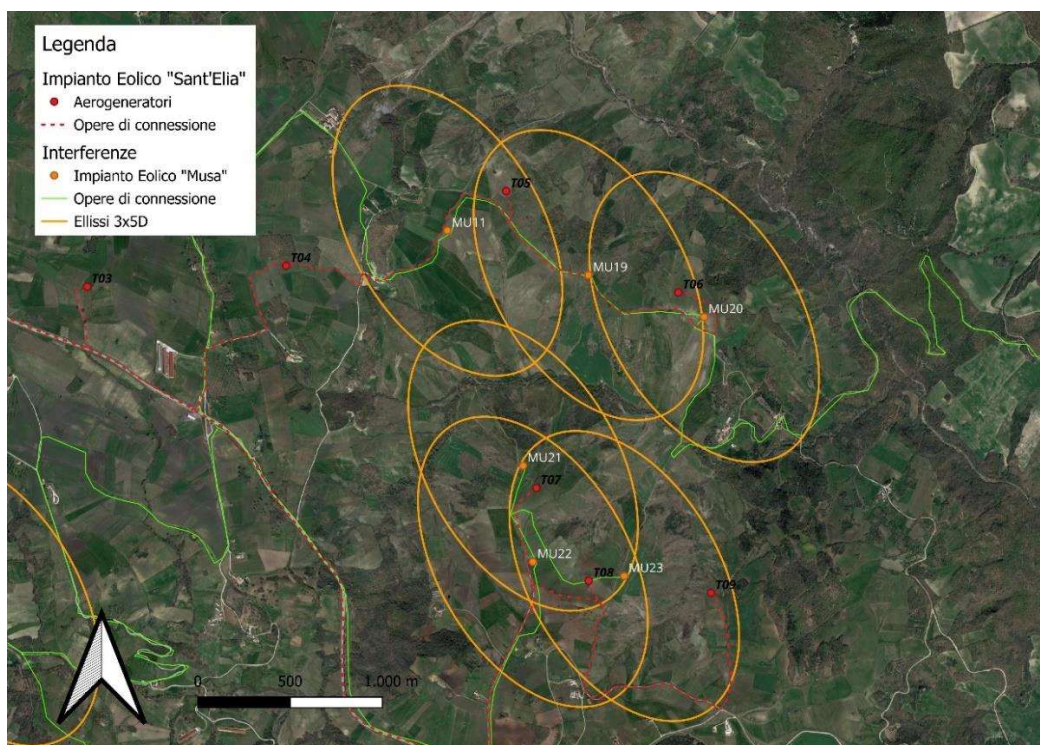 Legenda
Impianto Eolico "Sant'Elia"
Aerogeneratori
Opere di connessione
Interferenze
Impianto Eolico "Musa"
Opere di connessione
Ellissi 3x5D
T05
MU11
T04
MU19
T03
T06
MU20
MU21
T07
MU22
T08
MU23
T09
0 500 1.000 m